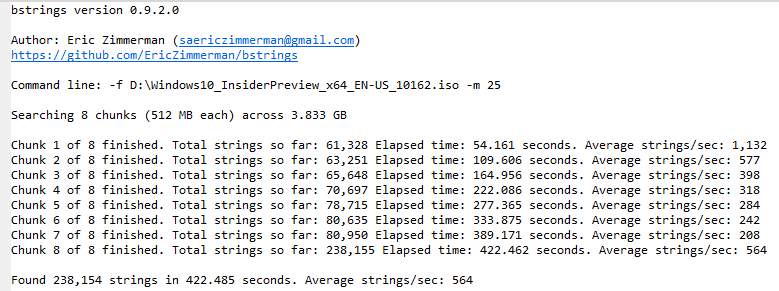 bstrings version 0.9.2.0
Author: Eric Zimmerman (saericzimmerman@gmail.com)
https://github.com/EricZimmerman/bstrings
Command line: -f D:\Windows10_InsiderPreview_x64_EN-US_10162.iso -m 25
Searching 8 chunks (512 MB each) across 3.833 GB
Chunk 1 of 8 finished. Total strings so far: 61,328 Elapsed time: 54.161 seconds. Average strings/sec: 1,132
Chunk 2 of 8 finished. Total strings so far: 63,251 Elapsed time: 109.606 seconds. Average strings/sec: 577
Chunk 3 of 8 finished. Total strings so far: 65,648 Elapsed time: 164.956 seconds. Average strings/sec: 398
Chunk 4 of 8 finished. Total strings so far: 70,697 Elapsed time: 222.086 seconds. Average strings/sec: 318
Chunk 5 of 8 finished. Total strings so far: 78,715 Elapsed time: 277.365 seconds. Average strings/sec: 284
Chunk 6 of 8 finished. Total strings so far: 80,635 Elapsed time: 333.875 seconds. Average strings/sec: 242
Chunk 7 of 8 finished. Total strings so far: 80,950 Elapsed time: 389.171 seconds. Average strings/sec: 208
Chunk 8 of 8 finished. Total strings so far: 238,155 Elapsed time: 422.462 seconds. Average strings/sec: 564
Found 238,154 strings in 422.485 seconds. Average strings/sec: 564